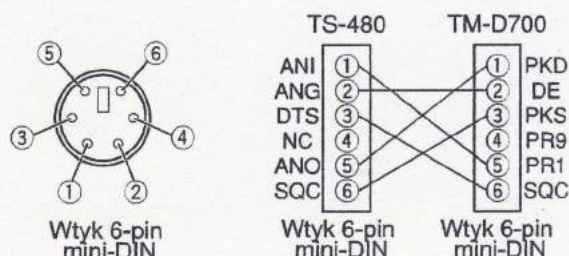 TS-480 TM-D700
⑤ ⑥
③ ④
① ②
Wtyk 6-pin
mini-DIN
ANI ① ① PKD
ANG ② ② DE
DTS ③ ③ PKS
NC ④ ④ PR9
ANO ⑤ ⑤ PR1
SQC ⑥ ⑥ SQC
Wtyk 6-pin Wtyk 6-pin
mini-DIN mini-DIN